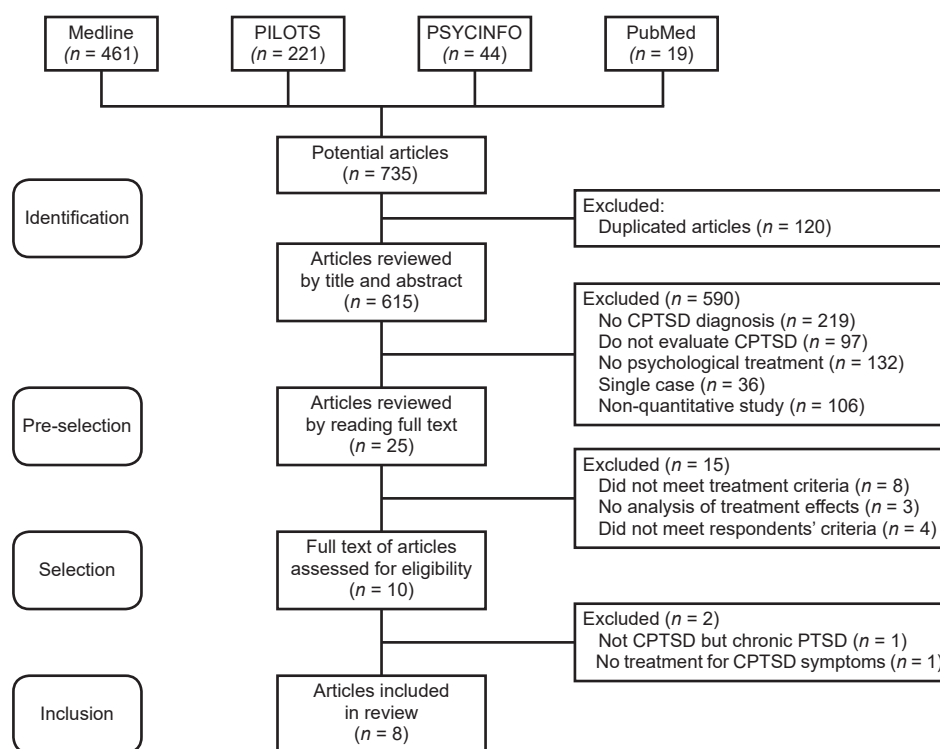 Medline
(n = 461)
PILOTS
(n = 221)
PSYCINFO
(n = 44)
PubMed
(n = 19)
Potential articles
(n = 735)
Identification
Excluded:
Duplicated articles (n = 120)
Articles reviewed
by title and abstract
(n = 615)
Excluded (n = 590)
No CPTSD diagnosis (n = 219)
Do not evaluate CPTSD (n = 97)
No psychological treatment (n = 132)
Single case (n = 36)
Non-quantitative study (n = 106)
Pre-selection
Articles reviewed
by reading full text
(n = 25)
Excluded (n = 15)
Did not meet treatment criteria (n = 8)
No analysis of treatment effects (n = 3)
Did not meet respondents’ criteria (n = 4)
Selection
Full text of articles
assessed for eligibility
(n = 10)
Excluded (n = 2)
Not CPTSD but chronic PTSD (n = 1)
No treatment for CPTSD symptoms (n = 1)
Inclusion
Articles included
in review
(n = 8)